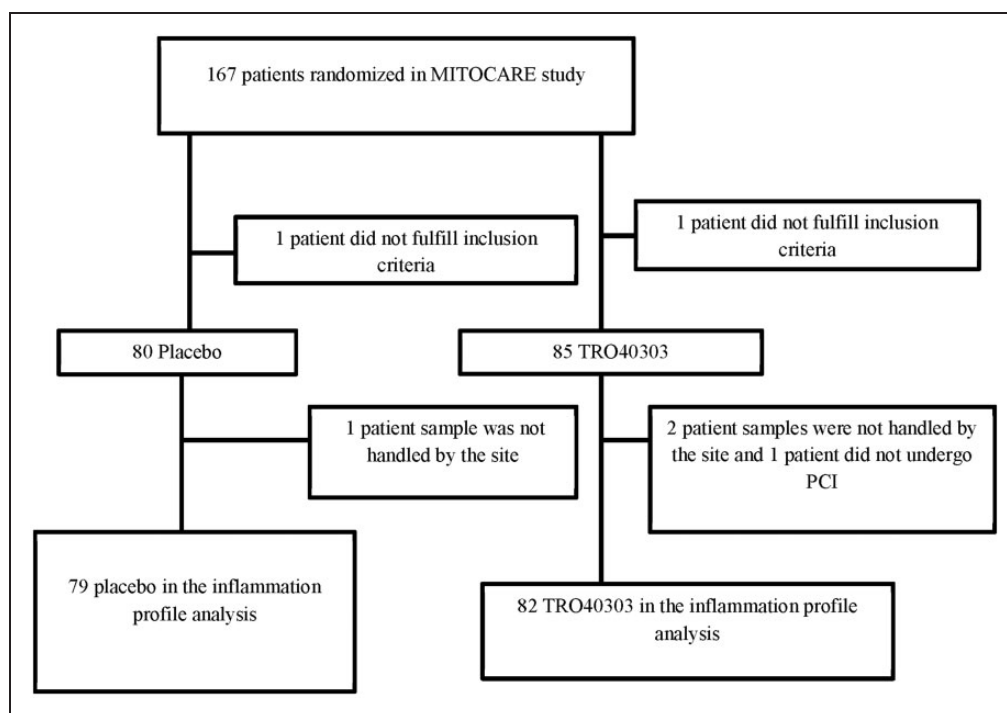 167 patients randomized in MITOCARE study
1 patient did not fulfill inclusion
criteria
1 patient did not fulfill inclusion
criteria
80 Placebo
85 TRO40303
1 patient sample was not
handled by the site
2 patient samples were not handled by
the site and 1 patient did not undergo
PCI
79 placebo in the inflammation
profile analysis
82 TRO40303 in the inflammation profile
analysis